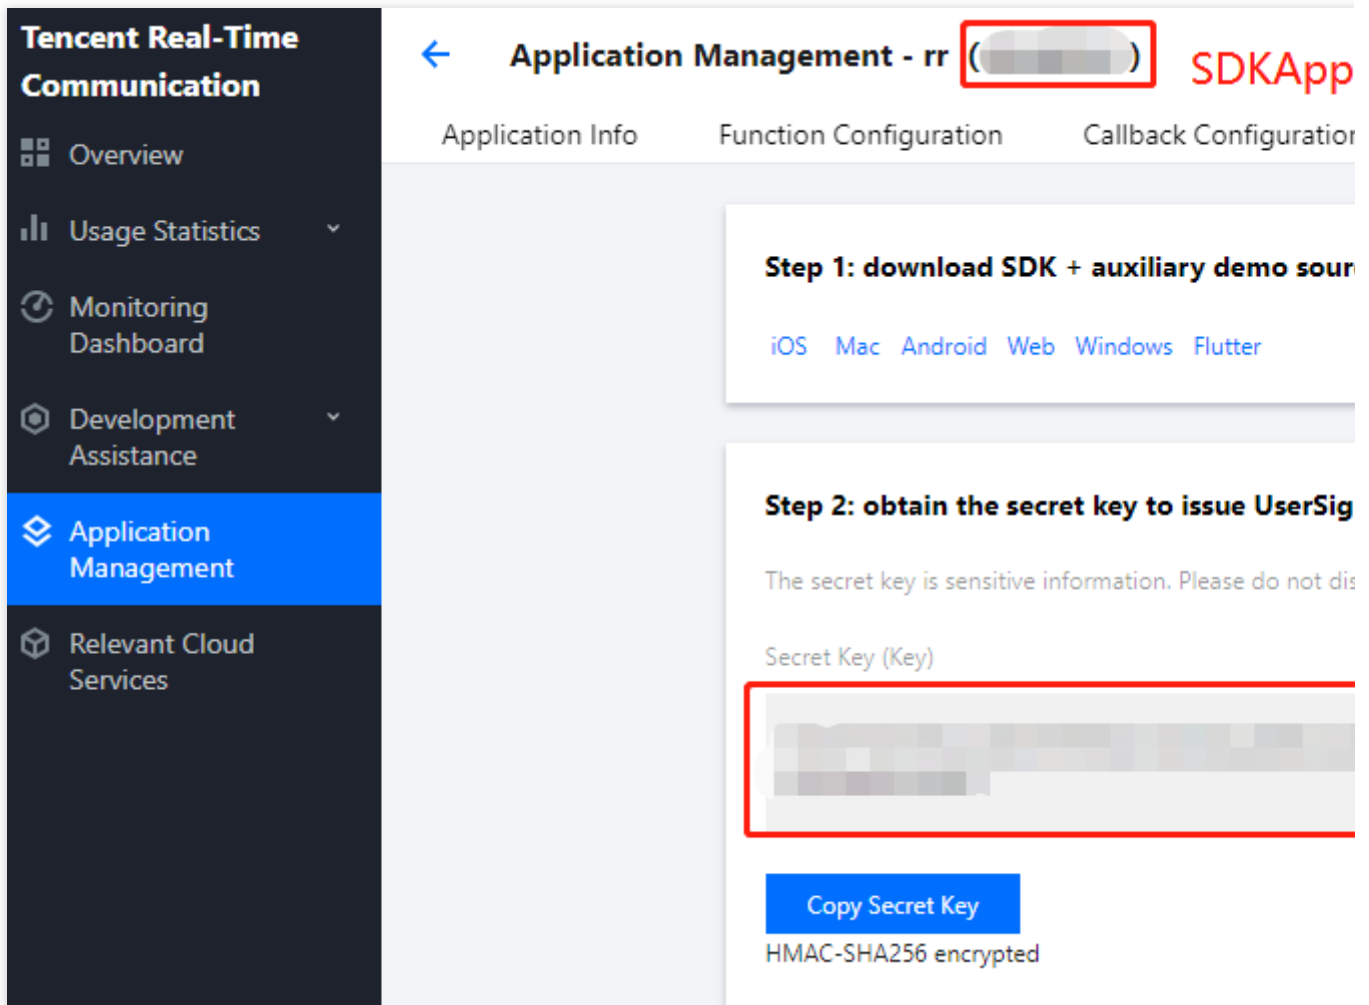 Tencent Real-Time
Communication
Overview
Usage Statistics
Monitoring
Dashboard
Development
Assistance
Application
Management
Relevant Cloud
Services
Application Management - rr ( )
SDKApp
Application Info Function Configuration Callback Configuration
Step 1: download SDK + auxiliary demo sour
iOS Mac Android Web Windows Flutter
Step 2: obtain the secret key to issue UserSig
The secret key is sensitive information. Please do not dis
Secret Key (Key)
Copy Secret Key
HMAC-SHA256 encrypted